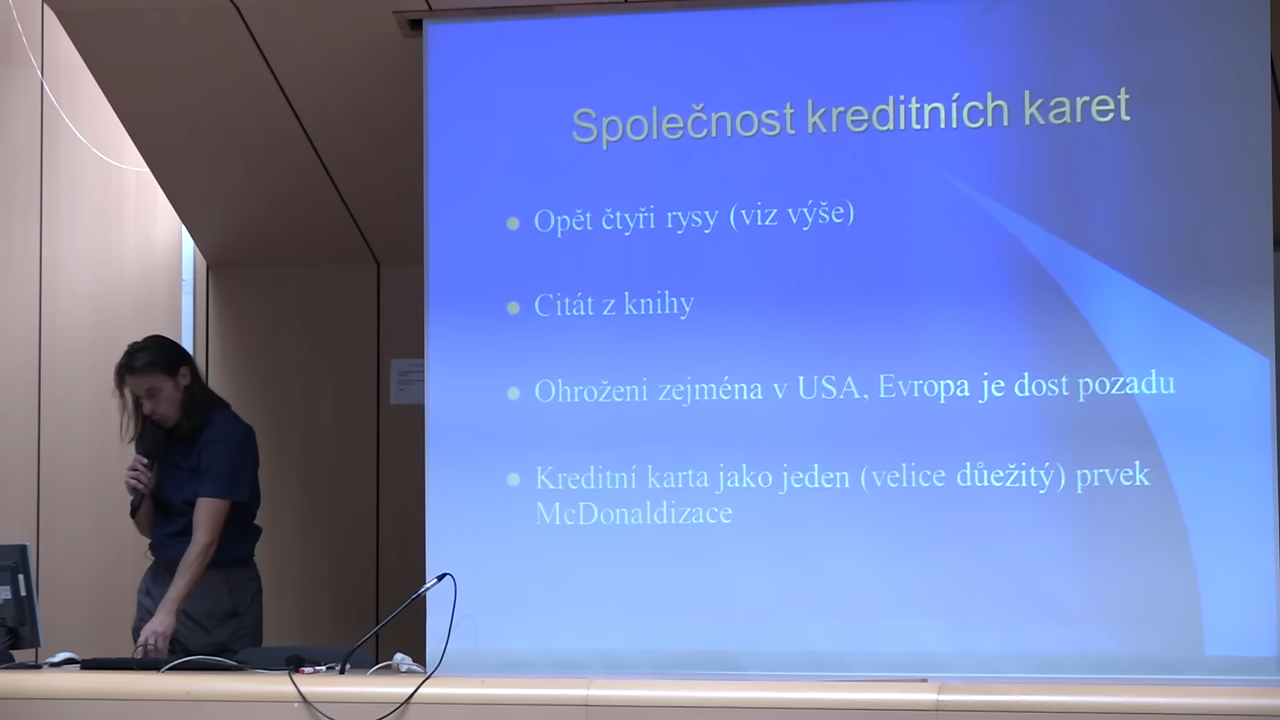 Společnost kreditních karet
Opět čtyři rysy (viz výše)
Citát z knihy
Ohroženi zejména v USA, Evropa je dost pozadu
Kreditní karta jako jeden (velice důežitý) prvek
McDonaldizace